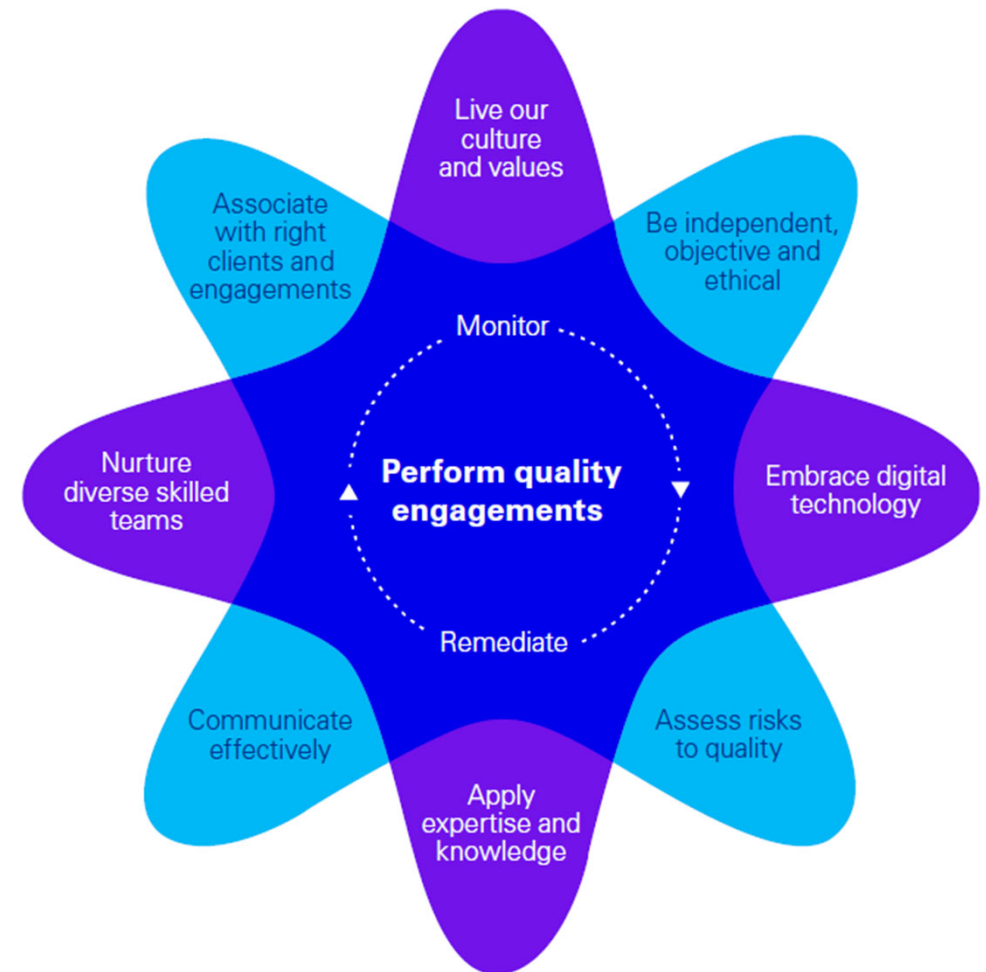 Live our
culture
and values
Be independent,
objective and
ethical
Embrace digital
technology
Assess risks
to quality
Apply
expertise and
knowledge
Communicate
effectively
Nurture
diverse skilled
teams
Associate
with right
clients and
engagements
Monitor
Perform quality
engagements
Remediate